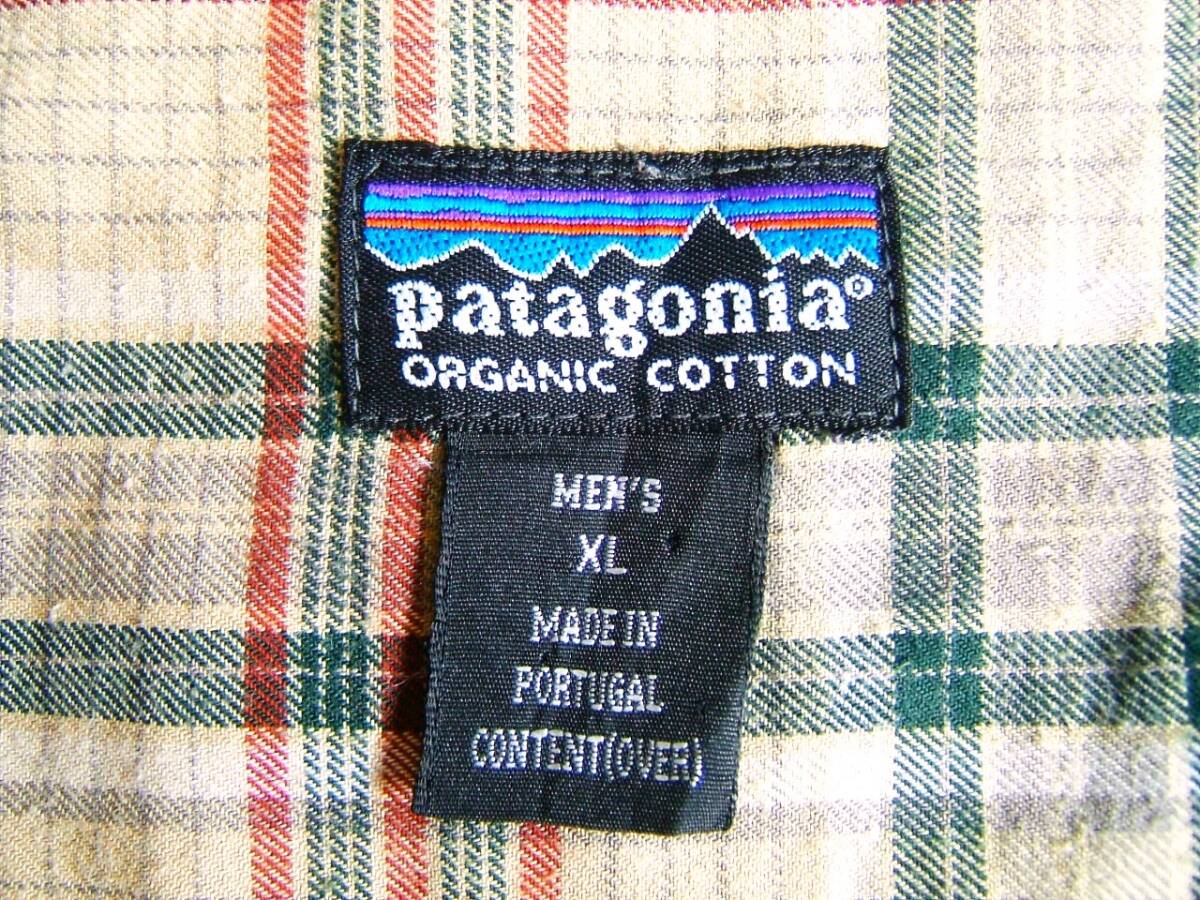 patagonia®
ORGANIC COTTON
MEN'S
XL
MADE IN
PORTUGAL
CONTENT(OVER)